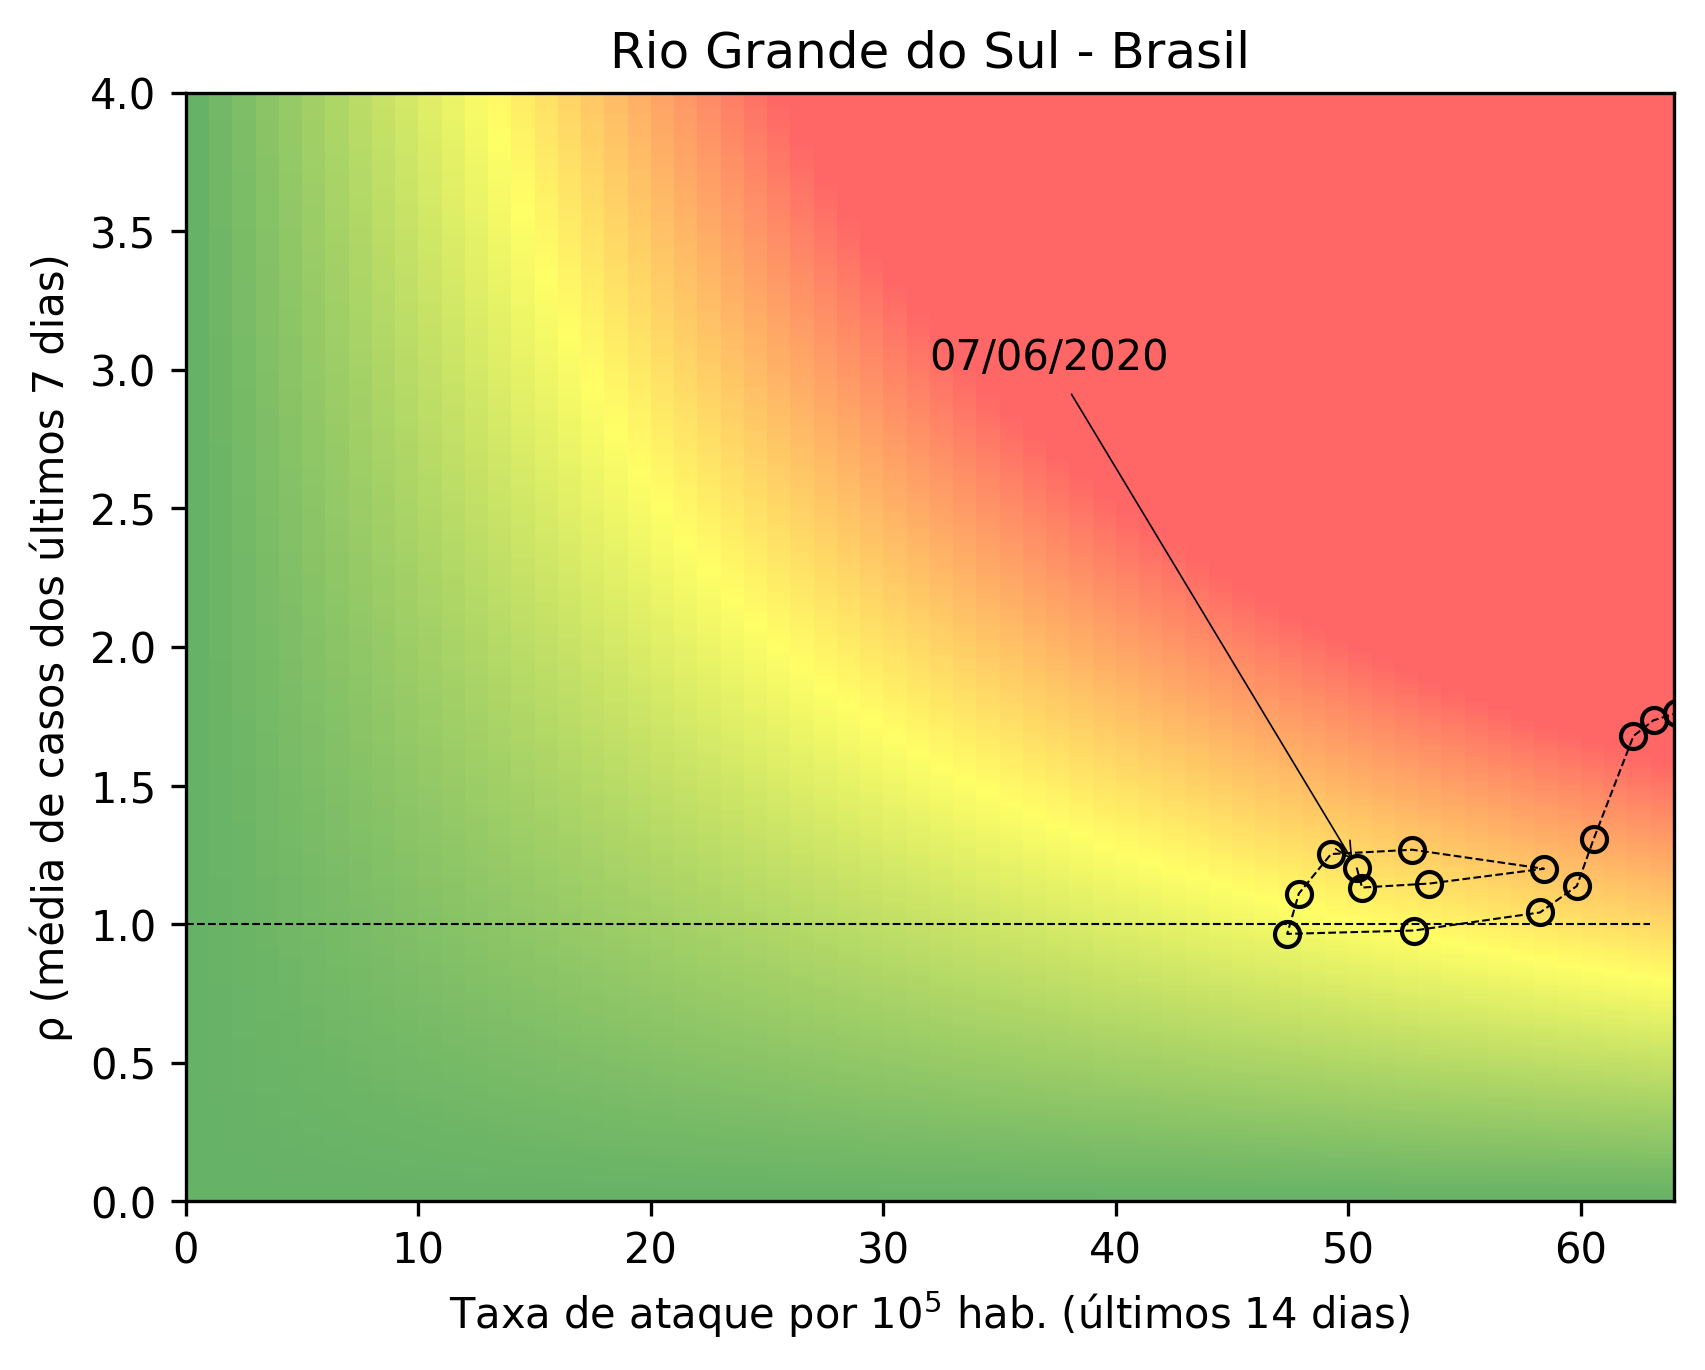 Rio Grande do Sul - Brasil
4.0
3.5
3.0
2.5
2.0
1.5
1.0
0.5
0.0
ρ (média de casos dos últimos 7 dias)
07/06/2020
0 10 20 30 40 50 60
Taxa de ataque por 10⁵ hab. (últimos 14 dias)